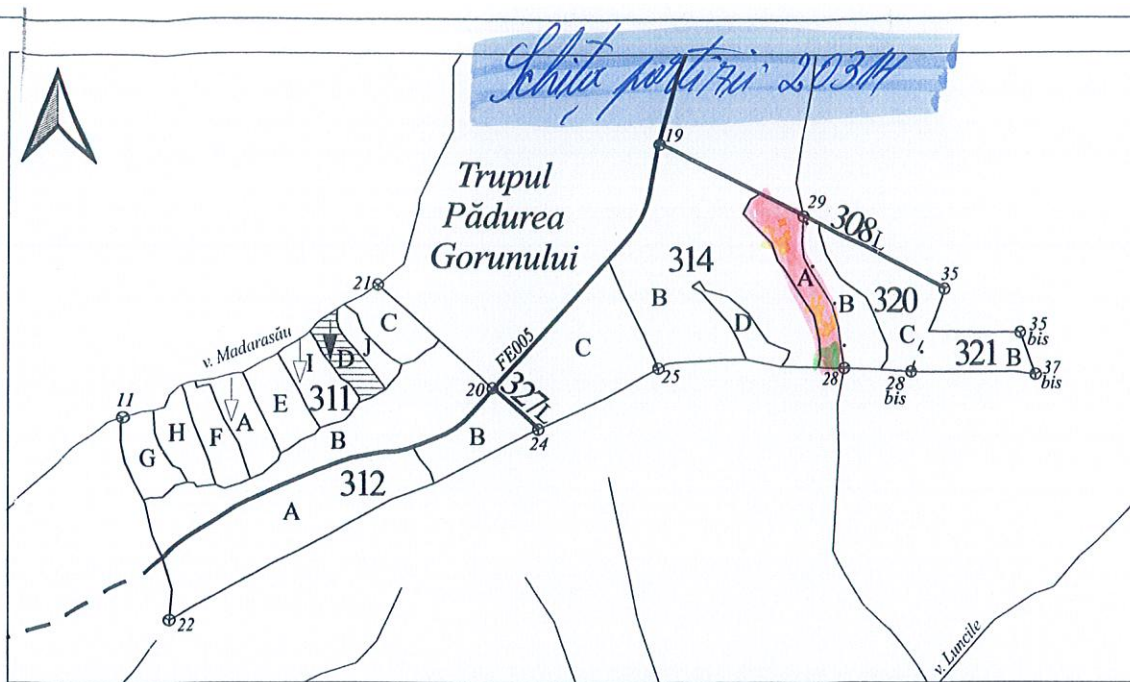 Schița partizii 20314
19
Trupul
Pădurea
Gorunului
29
308L
314
21
35
A
B
B
320
C
v. Madarasău
J
D
C
35
bis
I
D
FE005
C
321
B
11
E
311
25
28
28
bis
37
bis
H
F
A
20
327L
G
B
B
24
312
A
22
v. Luncile